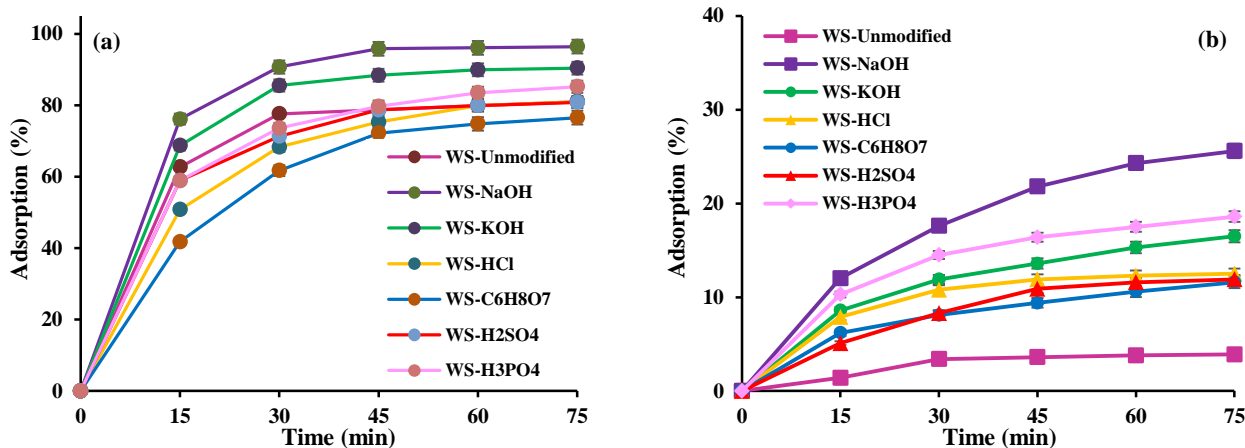 (a)
Adsorption (%)
100
80
60
40
20
0
WS-Unmodified
WS-NaOH
WS-KOH
WS-HCl
WS-C6H8O7
WS-H2SO4
WS-H3PO4
0 15 30 45 60 75
Time (min)
(b)
Adsorption (%)
40
30
20
10
0
WS-Unmodified
WS-NaOH
WS-KOH
WS-HCl
WS-C6H8O7
WS-H2SO4
WS-H3PO4
0 15 30 45 60 75
Time (min)